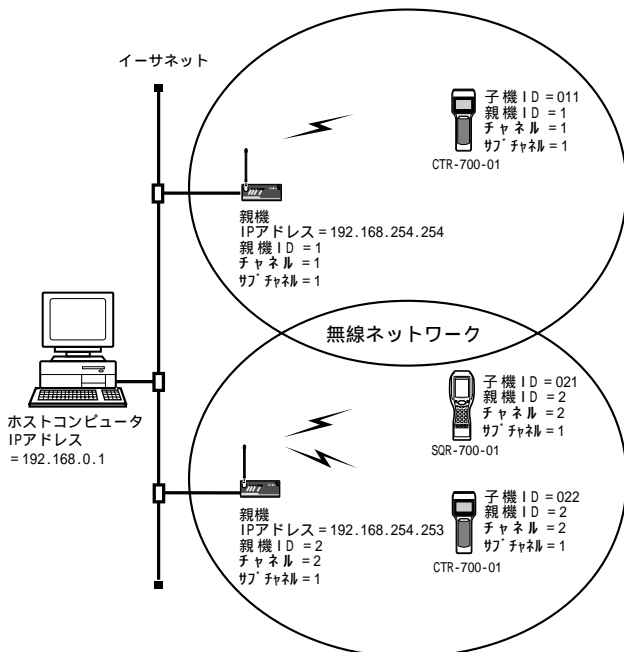 イーサネット
子機ID=011
親機ID=1
チャネル=1
サブチャネル=1
CTR-700-01
親機
IPアドレス=192.168.254.254
親機ID=1
チャネル=1
サブチャネル=1
無線ネットワーク
ホストコンピュータ
IPアドレス
=192.168.0.1
子機ID=021
親機ID=2
チャネル=2
サブチャネル=1
SQR-700-01
親機
IPアドレス=192.168.254.253
親機ID=2
チャネル=2
サブチャネル=1
子機ID=022
親機ID=2
チャネル=2
サブチャネル=1
CTR-700-01